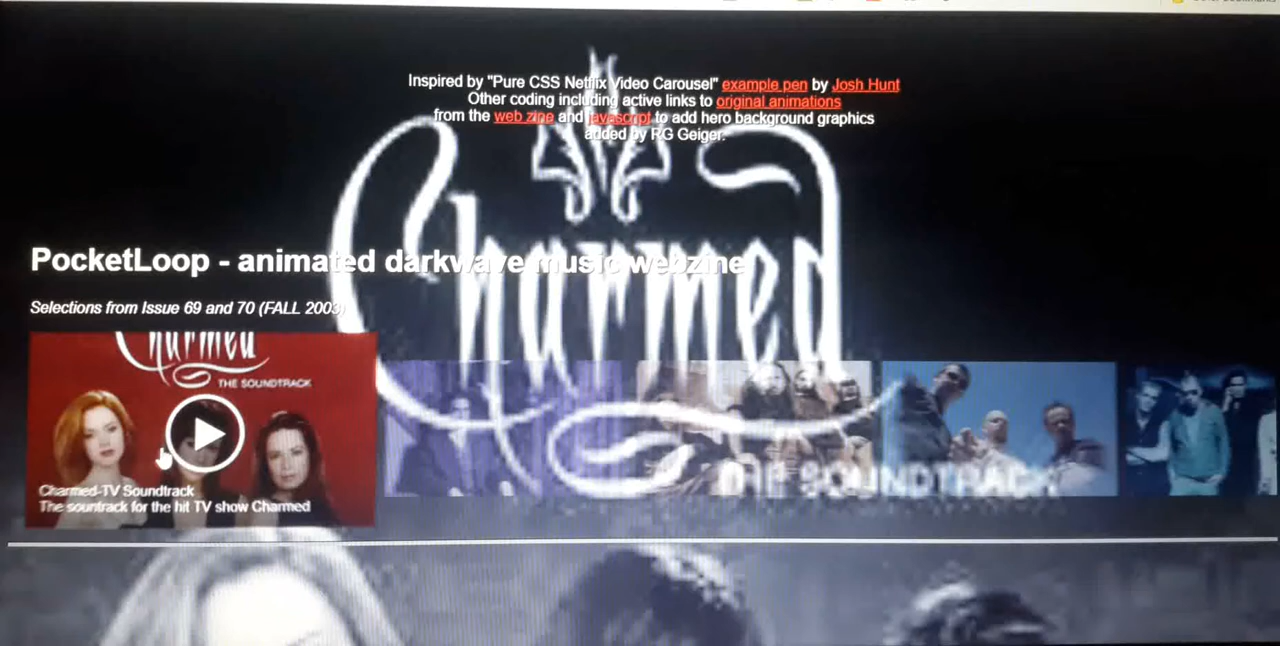 Inspired by "Pure CSS Netflix Video Carousel" example pen by Josh Hunt
Other coding including active links to original animations
from the web zine and javascript to add hero background graphics
added by RG Geiger.
Charmed
PocketLoop - animated darkwave music webzine
Selections from Issue 69 and 70 (FALL 2003)
Charmed
THE SOUNDTRACK
Charmed-TV Soundtrack
The sountrack for the hit TV show Charmed
THE SOUNDTRACK